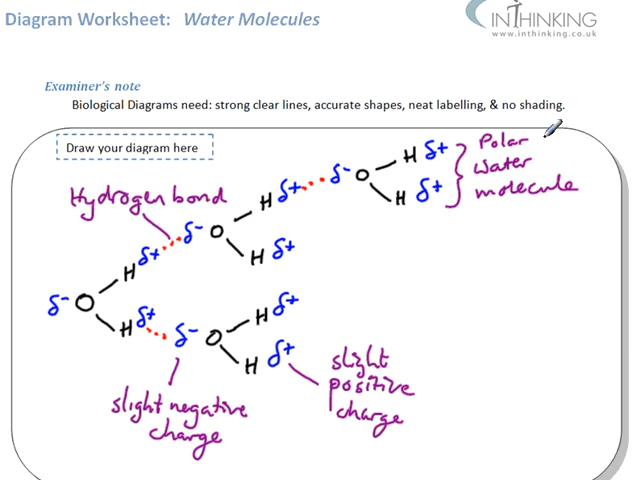 Diagram Worksheet: Water Molecules
INTHINKING
www.inthinking.co.uk
Examiner's note
Biological Diagrams need: strong clear lines, accurate shapes, neat labelling, & no shading.
Draw your diagram here
Polar
water
molecule
H δ+
δ- O
H δ+
Hydrogen bond
H δ+
δ- O
H δ+
H δ+
δ- O
H δ+
H δ+
δ- O
H δ+
slight
positive
charge
slight negative
charge